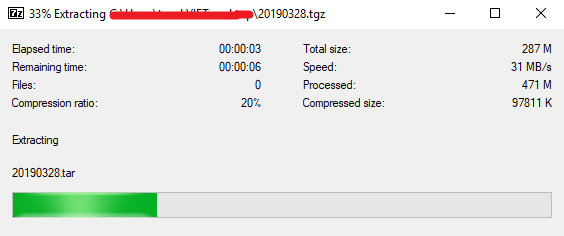 7z 33% Extracting \20190328.tgz
Elapsed time: 00:00:03 Total size: 287 M
Remaining time: 00:00:06 Speed: 31 MB/s
Files: 0 Processed: 471 M
Compression ratio: 20% Compressed size: 97811 K
Extracting
20190328.tar